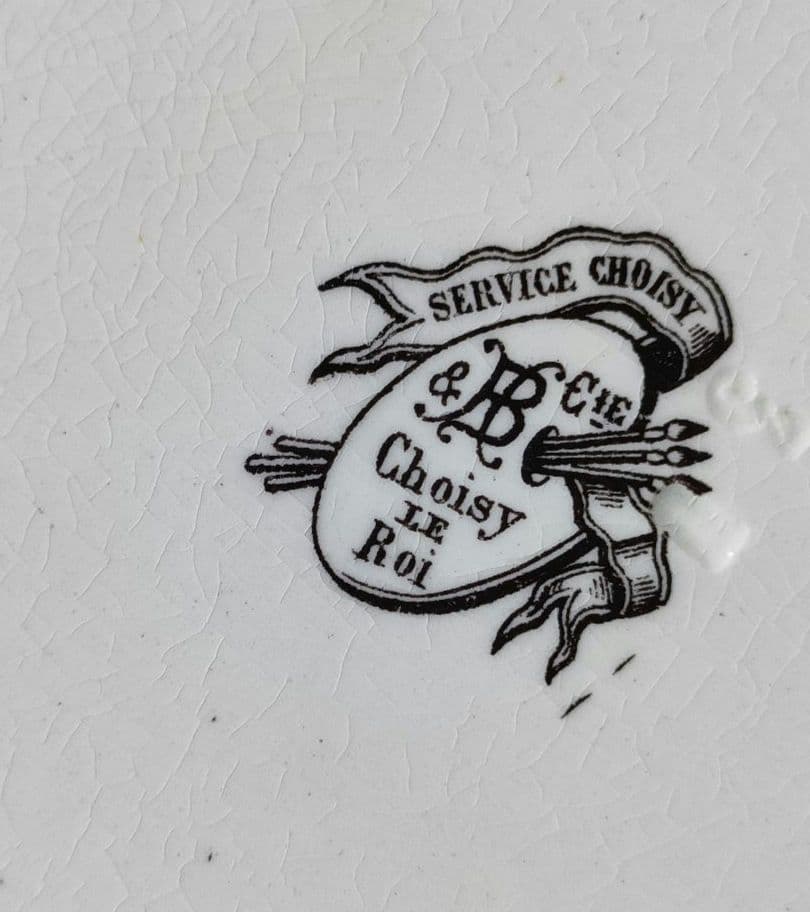 SERVICE CHOISY
& HB Cie
Choisy
LE
Roi